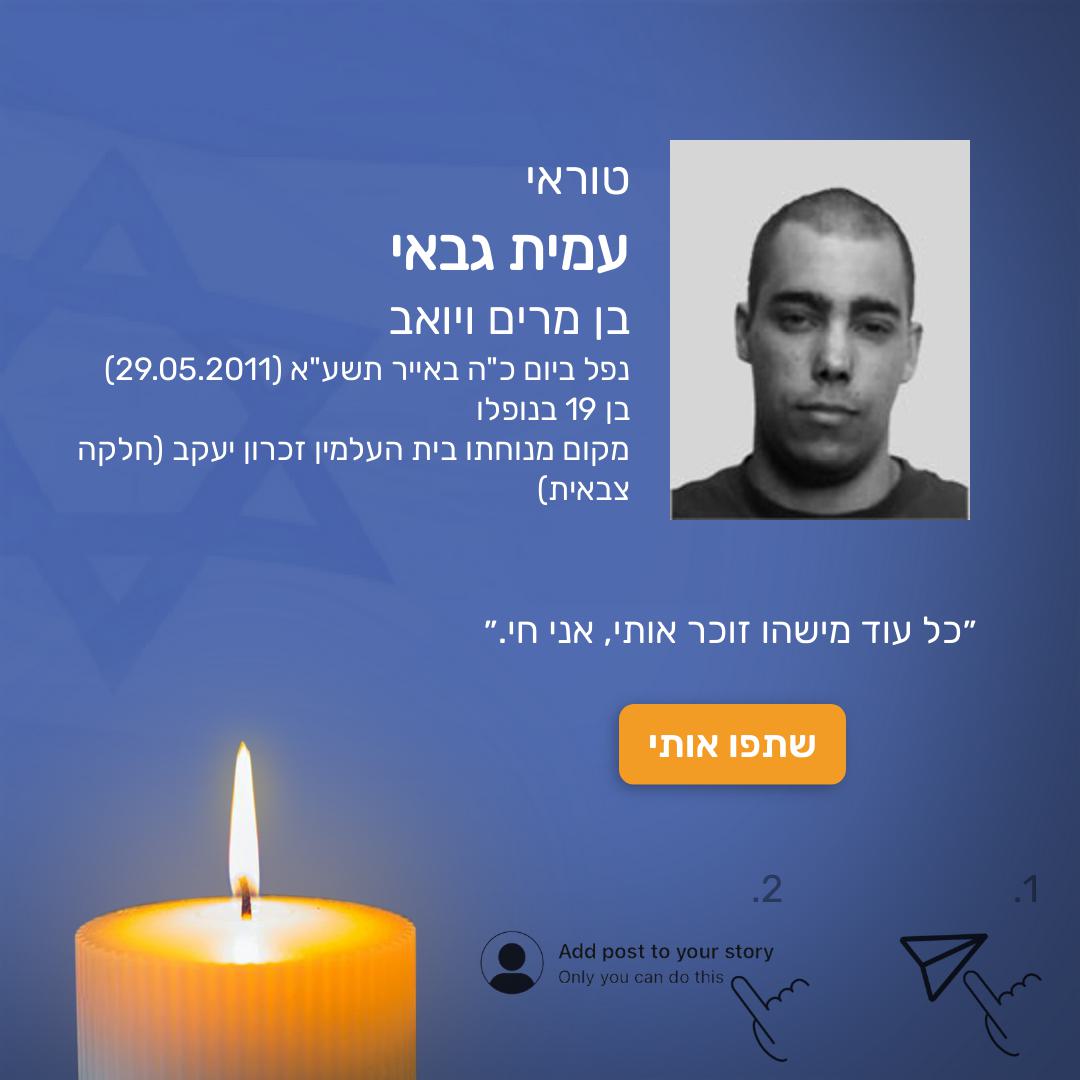 טוראי
עמית גבאי
בן מרים ויואב
נפל ביום כ"ה באייר תשע"א (29.05.2011)
בן 19 בנופלו
מקום מנוחתו בית העלמין זכרון יעקב (חלקה
צבאית)
"כל עוד מישהו זוכר אותי, אני חי."
שתפו אותי
1.
2.
Add post to your story
Only you can do this